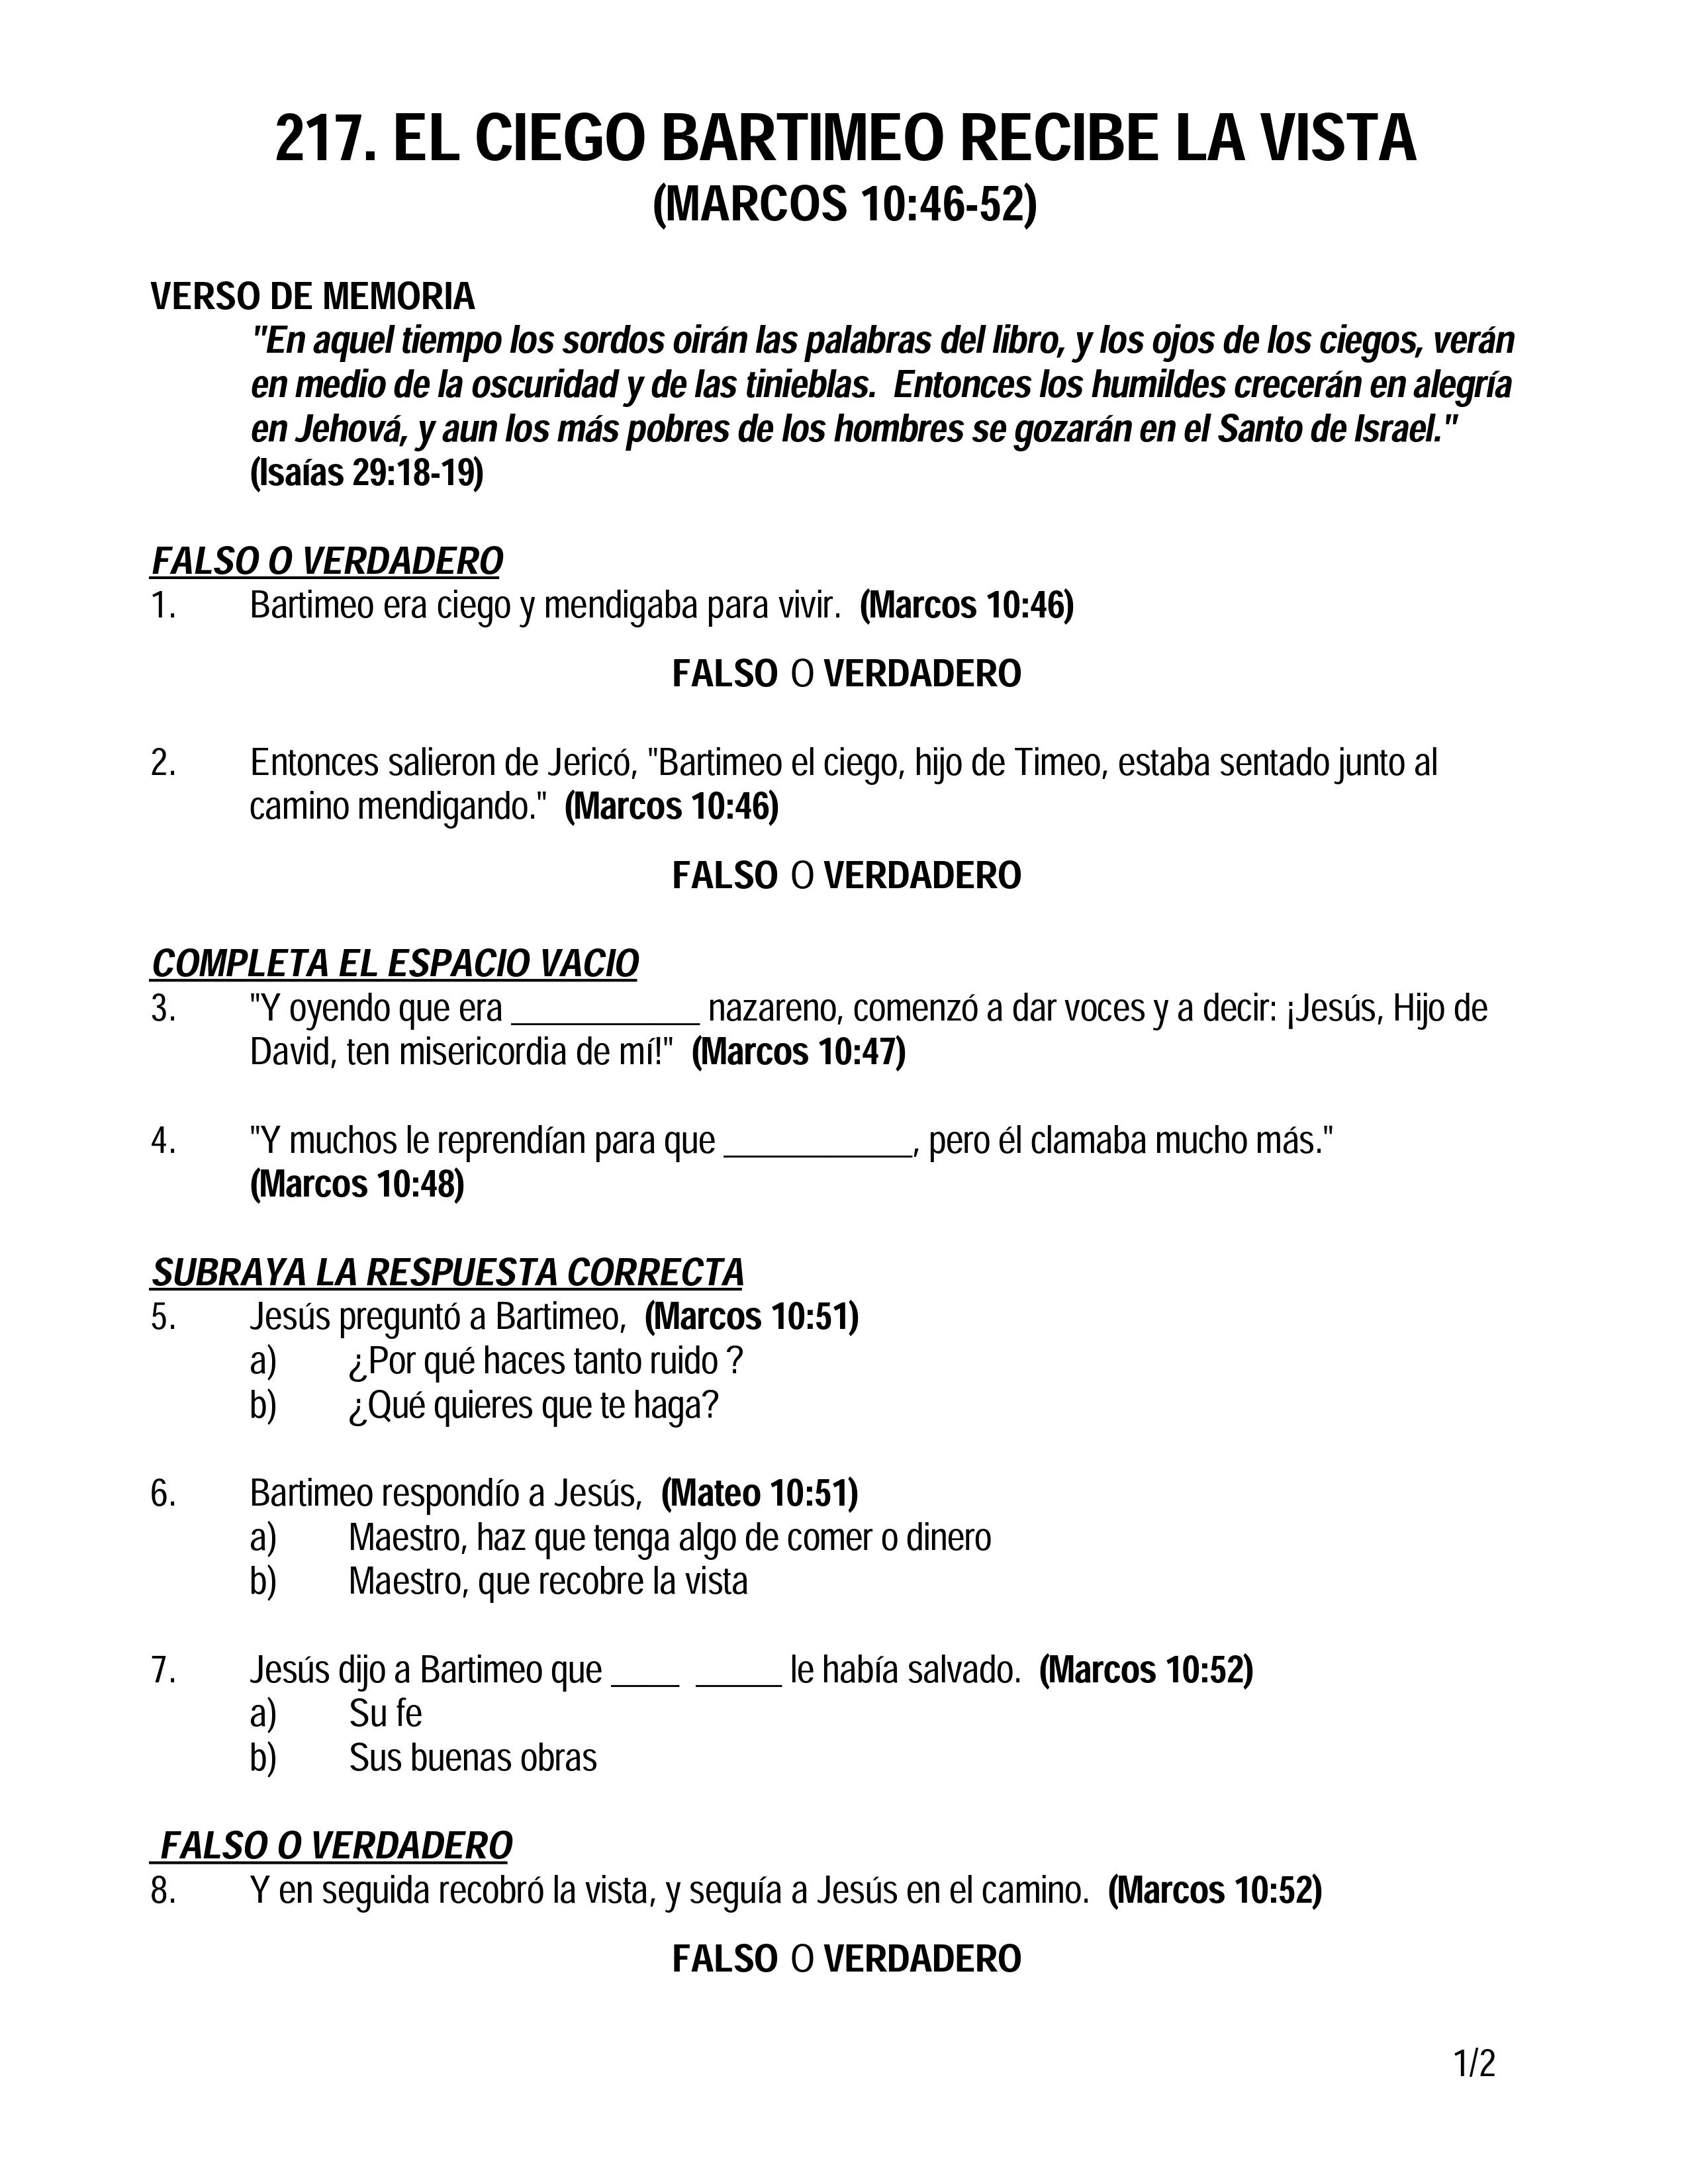 217. EL CIEGO BARTIMEO RECIBE LA VISTA
(MARCOS 10:46-52)
VERSO DE MEMORIA
"En aquel tiempo los sordos oirán las palabras del libro, y los ojos de los ciegos, verán
en medio de la oscuridad y de las tinieblas.  Entonces los humildes crecerán en alegría
en Jehová, y aun los más pobres de los hombres se gozarán en el Santo de Israel."
(Isaías 29:18-19)
FALSO O VERDADERO
1. Bartimeo era ciego y mendigaba para vivir.  (Marcos 10:46)
FALSO O VERDADERO
2. Entonces salieron de Jericó, "Bartimeo el ciego, hijo de Timeo, estaba sentado junto al
camino mendigando."  (Marcos 10:46)
FALSO O VERDADERO
COMPLETA EL ESPACIO VACIO
3. "Y oyendo que era ___________ nazareno, comenzó a dar voces y a decir: ¡Jesús, Hijo de
David, ten misericordia de mí!"  (Marcos 10:47)
4. "Y muchos le reprendían para que ___________, pero él clamaba mucho más."
(Marcos 10:48)
SUBRAYA LA RESPUESTA CORRECTA
5. Jesús preguntó a Bartimeo,  (Marcos 10:51)
a) ¿Por qué haces tanto ruido ?
b) ¿Qué quieres que te haga?
6. Bartimeo respondío a Jesús,  (Mateo 10:51)
a) Maestro, haz que tenga algo de comer o dinero
b) Maestro, que recobre la vista
7. Jesús dijo a Bartimeo que ____  _____ le había salvado.  (Marcos 10:52)
a) Su fe
b) Sus buenas obras
FALSO O VERDADERO
8. Y en seguida recobró la vista, y seguía a Jesús en el camino.  (Marcos 10:52)
FALSO O VERDADERO
1/2